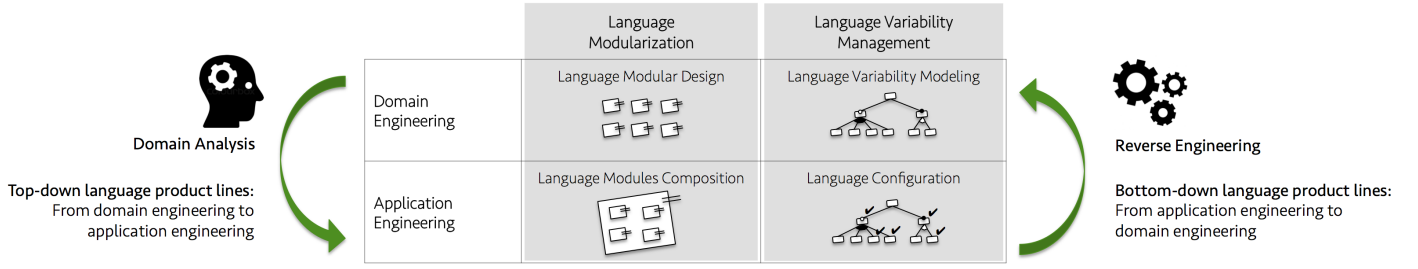 Language
Modularization
Language Variability
Management
Domain Analysis
Top-down language product lines:
From domain engineering to
application engineering
Domain
Engineering
Language Modular Design
Language Variability Modeling
Application
Engineering
Language Modules Composition
Language Configuration
Reverse Engineering
Bottom-down language product lines:
From application engineering to
domain engineering